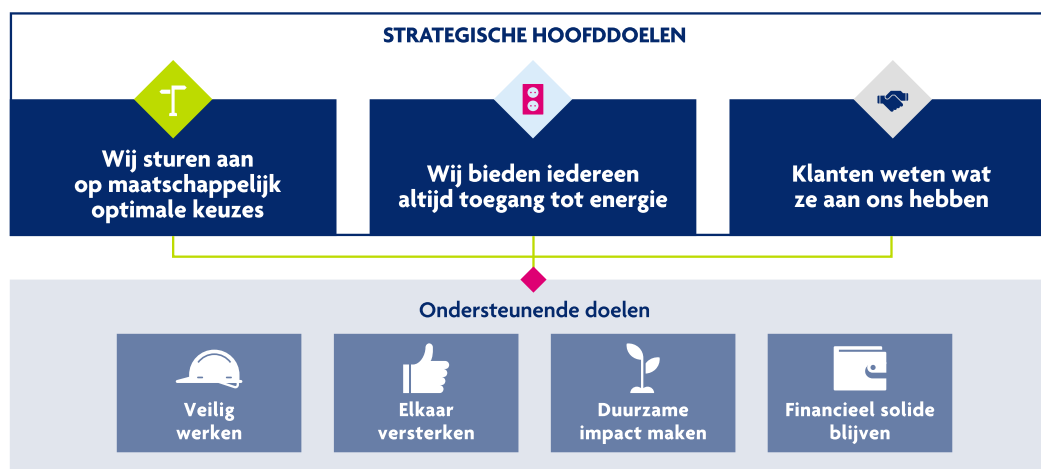 STRATEGISCHE HOOFDDOELEN
Wij sturen aan
op maatschappelijk
optimale keuzes
Wij bieden iedereen
altijd toegang tot energie
Klanten weten wat
ze aan ons hebben
Ondersteunende doelen
Veilig
werken
Elkaar
versterken
Duurzame
impact maken
Financieel solide
blijven